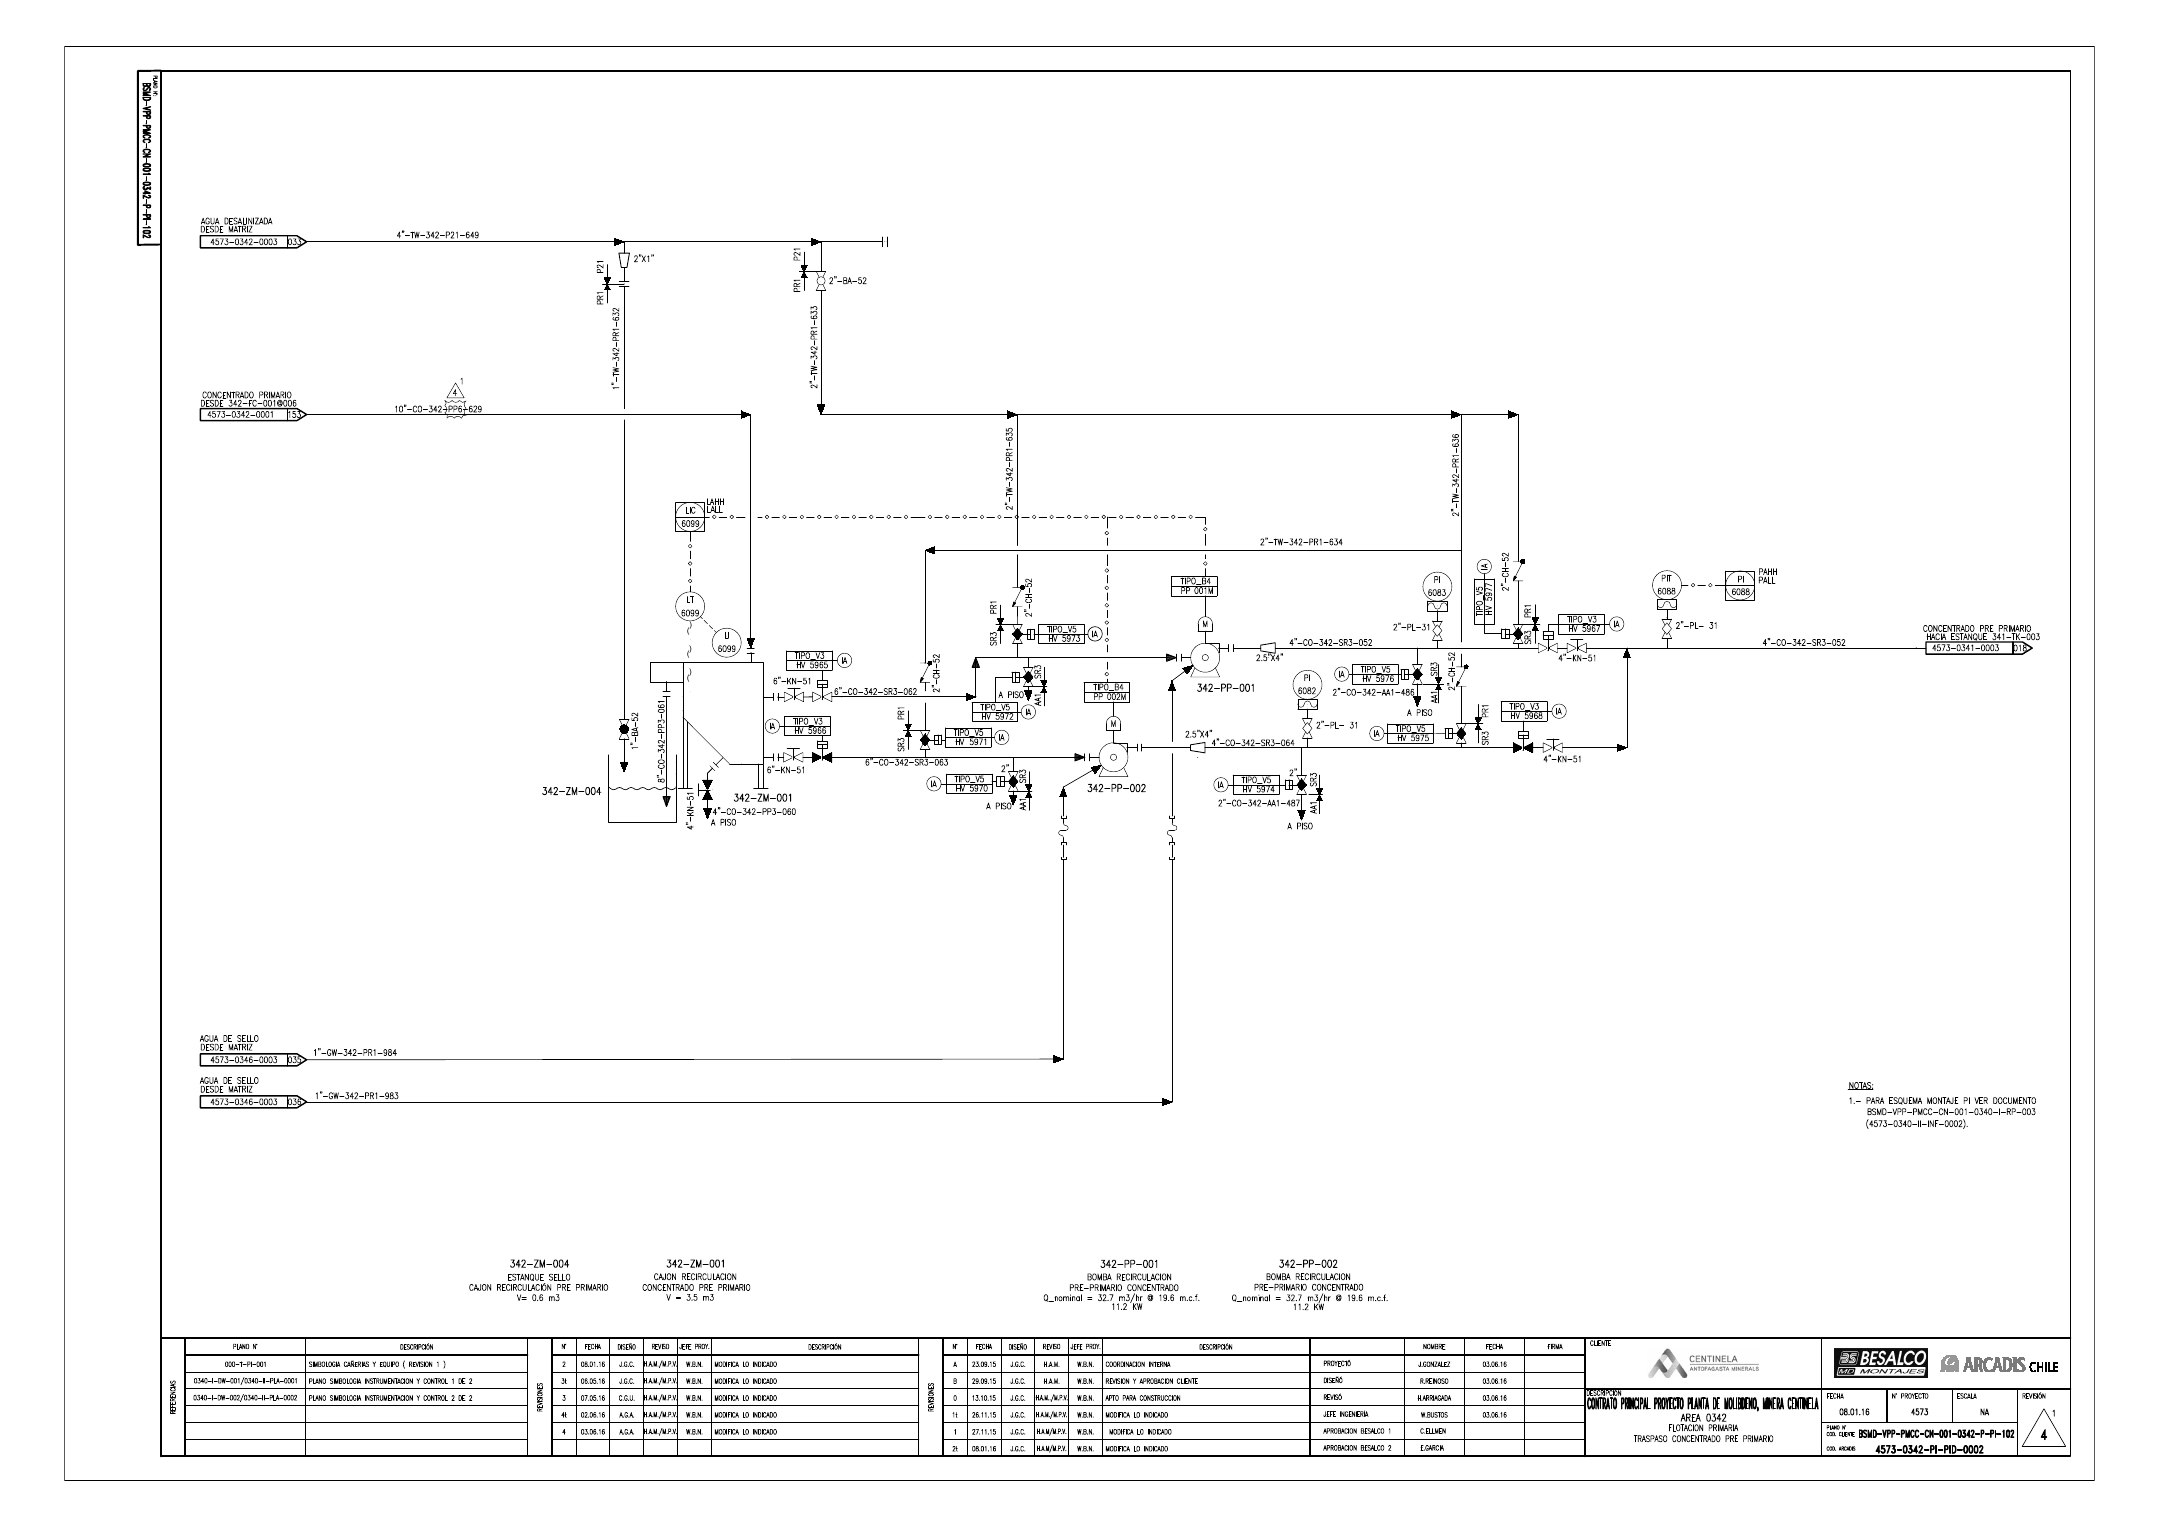 PLANO N°.
BSMD-VPP-PMCC-CN-001-0342-P-PI-102
AGUA DESALINIZADA
DESDE MATRIZ
4573-0342-0003 033
4"-TW-342-P21-649
2"X1"
P21
PR1
P21
PR1
2"-BA-52
1"-TW-342-PR1-632
2"-TW-342-PR1-633
CONCENTRADO PRIMARIO
DESDE 342-FC-001@006
4573-0342-0001 153
10"-CO-342-PP6-629
4
1
2"-TW-342-PR1-635
2"-TW-342-PR1-636
LIC
6099
LAHH
LALL
LT
6099
LI
6099
2"-TW-342-PR1-634
TIPO_B4
PP 001M
M
TIPO_B4
PP 002M
M
2"-CH-52
PR1
SR3
TIPO_V5
HV 5973
IA
PI
6083
2"-PL-31
IA
TIPO_V5
HV 5977
2"-CH-52
PR1
SR3
TIPO_V3
HV 5967
IA
4"-KN-51
PIT
6088
PI
6088
PAHH
PALL
2"-PL- 31
4"-CO-342-SR3-052
CONCENTRADO PRE PRIMARIO
HACIA ESTANQUE 341-TK-003
4573-0341-0003 018
4"-CO-342-SR3-052
2.5"X4"
342-PP-001
TIPO_V3
HV 5965
IA
6"-KN-51
6"-CO-342-SR3-062
2"-CH-52
SR3
AA1
A PISO
TIPO_V5
HV 5972
IA
IA
TIPO_V5
HV 5976
2"-CO-342-AA1-486
SR3
AA1
A PISO
2"-CH-52
PI
6082
2"-PL- 31
IA
TIPO_V3
HV 5966
6"-KN-51
6"-CO-342-SR3-063
PR1
SR3
TIPO_V5
HV 5971
IA
2.5"X4"
4"-CO-342-SR3-064
342-PP-002
IA
TIPO_V5
HV 5975
PR1
SR3
TIPO_V3
HV 5968
IA
4"-KN-51
IA
TIPO_V5
HV 5970
2"
SR3
AA1
A PISO
IA
TIPO_V5
HV 5974
2"
2"-CO-342-AA1-487
SR3
AA1
A PISO
1"-BA-52
8"-CO-342-PP3-061
342-ZM-004
342-ZM-001
4"-KN-51
4"-CO-342-PP3-060
A PISO
AGUA DE SELLO
DESDE MATRIZ
4573-0346-0003 035
1"-GW-342-PR1-984
AGUA DE SELLO
DESDE MATRIZ
4573-0346-0003 036
1"-GW-342-PR1-983
NOTAS:
1.- PARA ESQUEMA MONTAJE PI VER DOCUMENTO
BSMD-VPP-PMCC-CN-001-0340-I-RP-003
(4573-0340-II-INF-0002).
342-ZM-004
ESTANQUE SELLO
CAJON RECIRCULACIÓN PRE PRIMARIO
V= 0.6 m3
342-ZM-001
CAJON RECIRCULACION
CONCENTRADO PRE PRIMARIO
V = 3.5 m3
342-PP-001
BOMBA RECIRCULACION
PRE-PRIMARIO CONCENTRADO
Q_nominal = 32.7 m3/hr @ 19.6 m.c.f.
11.2 KW
342-PP-002
BOMBA RECIRCULACION
PRE-PRIMARIO CONCENTRADO
Q_nominal = 32.7 m3/hr @ 19.6 m.c.f.
11.2 KW
REFERENCIAS
PLANO N° DESCRIPCIÓN
000-T-PI-001 SIMBOLOGIA CAÑERIAS Y EQUIPO ( REVISION 1 )
0340-I-DW-001/0340-II-PLA-0001 PLANO SIMBOLOGIA INSTRUMENTACION Y CONTROL 1 DE 2
0340-I-DW-002/0340-II-PLA-0002 PLANO SIMBOLOGIA INSTRUMENTACION Y CONTROL 2 DE 2
REVISIONES
N° FECHA DISEÑO REVISO JEFE PROY. DESCRIPCIÓN
2 08.01.16 J.G.C. H.A.M./M.P.V. W.B.N. MODIFICA LO INDICADO
3t 06.05.16 J.G.C. H.A.M./M.P.V. W.B.N. MODIFICA LO INDICADO
3 07.05.16 C.G.U. H.A.M./M.P.V. W.B.N. MODIFICA LO INDICADO
4t 02.06.16 A.G.A. H.A.M./M.P.V. W.B.N. MODIFICA LO INDICADO
4 03.06.16 A.G.A. H.A.M./M.P.V. W.B.N. MODIFICA LO INDICADO
REVISIONES
N° FECHA DISEÑO REVISO JEFE PROY. DESCRIPCIÓN
A 23.09.15 J.G.C. H.A.M. W.B.N. COORDINACION INTERNA
B 29.09.15 J.G.C. H.A.M. W.B.N. REVISION Y APROBACION CLIENTE
0 13.10.15 J.G.C. H.A.M./M.P.V. W.B.N. APTO PARA CONSTRUCCION
1t 26.11.15 J.G.C. H.A.M/M.P.V. W.B.N. MODIFICA LO INDICADO
1 27.11.15 J.G.C. H.A.M/M.P.V. W.B.N. MODIFICA LO INDICADO
2t 08.01.16 J.G.C. H.A.M/M.P.V. W.B.N. MODIFICA LO INDICADO
NOMBRE FECHA FIRMA
PROYECTÓ J.GONZALEZ 03.06.16
DISEÑÓ R.REINOSO 03.06.16
REVISÓ H.ARRIAGADA 03.06.16
JEFE INGENIERIA W.BUSTOS 03.06.16
APROBACION BESALCO 1 C.ELLMEN
APROBACION BESALCO 2 E.GARCIA
CLIENTE
CENTINELA
ANTOFAGASTA MINERALS
DESCRIPCION
CONTRATO PRINCIPAL PROYECTO PLANTA DE MOLIBDENO, MINERA CENTINELA
AREA 0342
FLOTACION PRIMARIA
TRASPASO CONCENTRADO PRE PRIMARIO
BS BESALCO
MD MONTAJES
ARCADIS CHILE
FECHA N° PROYECTO ESCALA REVISIÓN
08.01.16 4573 NA
PLANO N°
COD. CLIENTE BSMD-VPP-PMCC-CN-001-0342-P-PI-102
COD. ARCADIS 4573-0342-PI-PID-0002
1
4